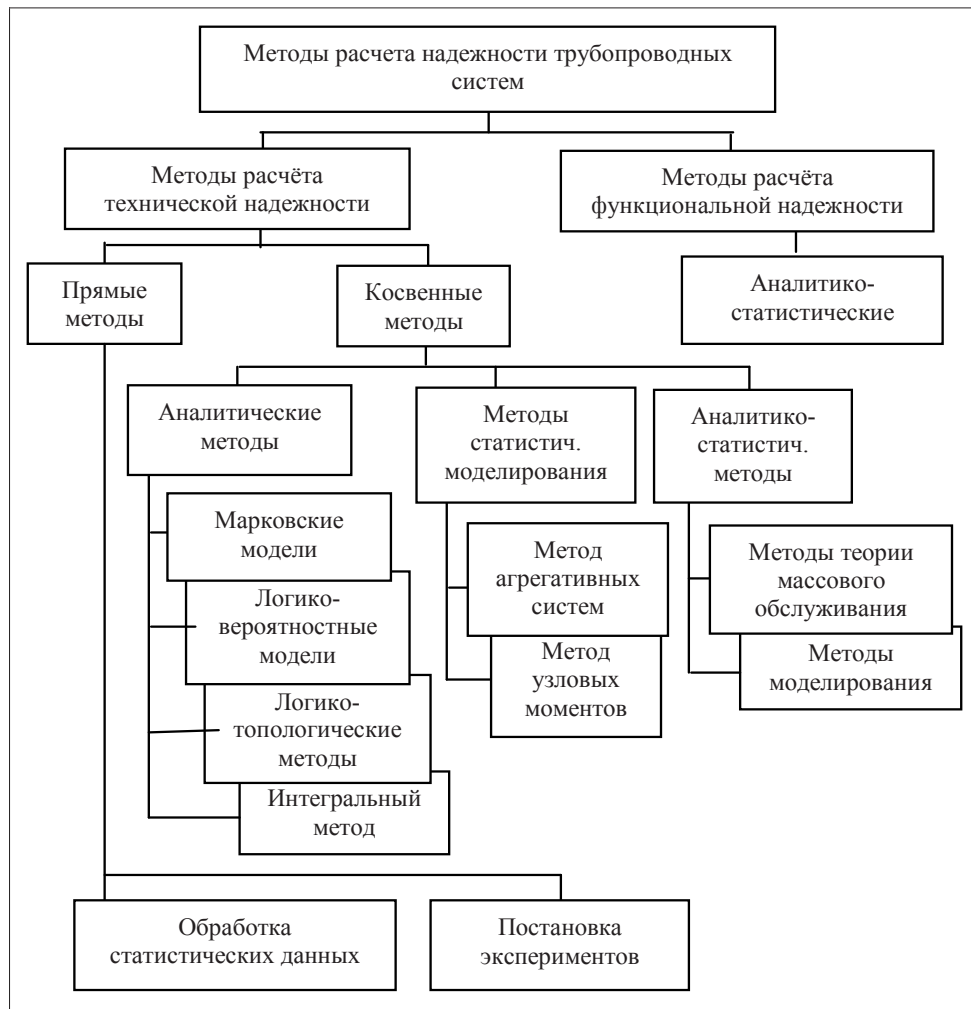 Методы расчета надежности трубопроводных
систем
Методы расчёта
технической надежности
Методы расчёта
функциональной надежности
Прямые
методы
Косвенные
методы
Аналитико-
статистические
Аналитические
методы
Методы
статистич.
моделирования
Аналитико-
статистич.
методы
Марковские
модели
Логико-
вероятностные
модели
Логико-
топологические
методы
Интегральный
метод
Метод
агрегативных
систем
Метод
узловых
моментов
Методы теории
массового
обслуживания
Методы
моделирования
Обработка
статистических данных
Постановка
экспериментов